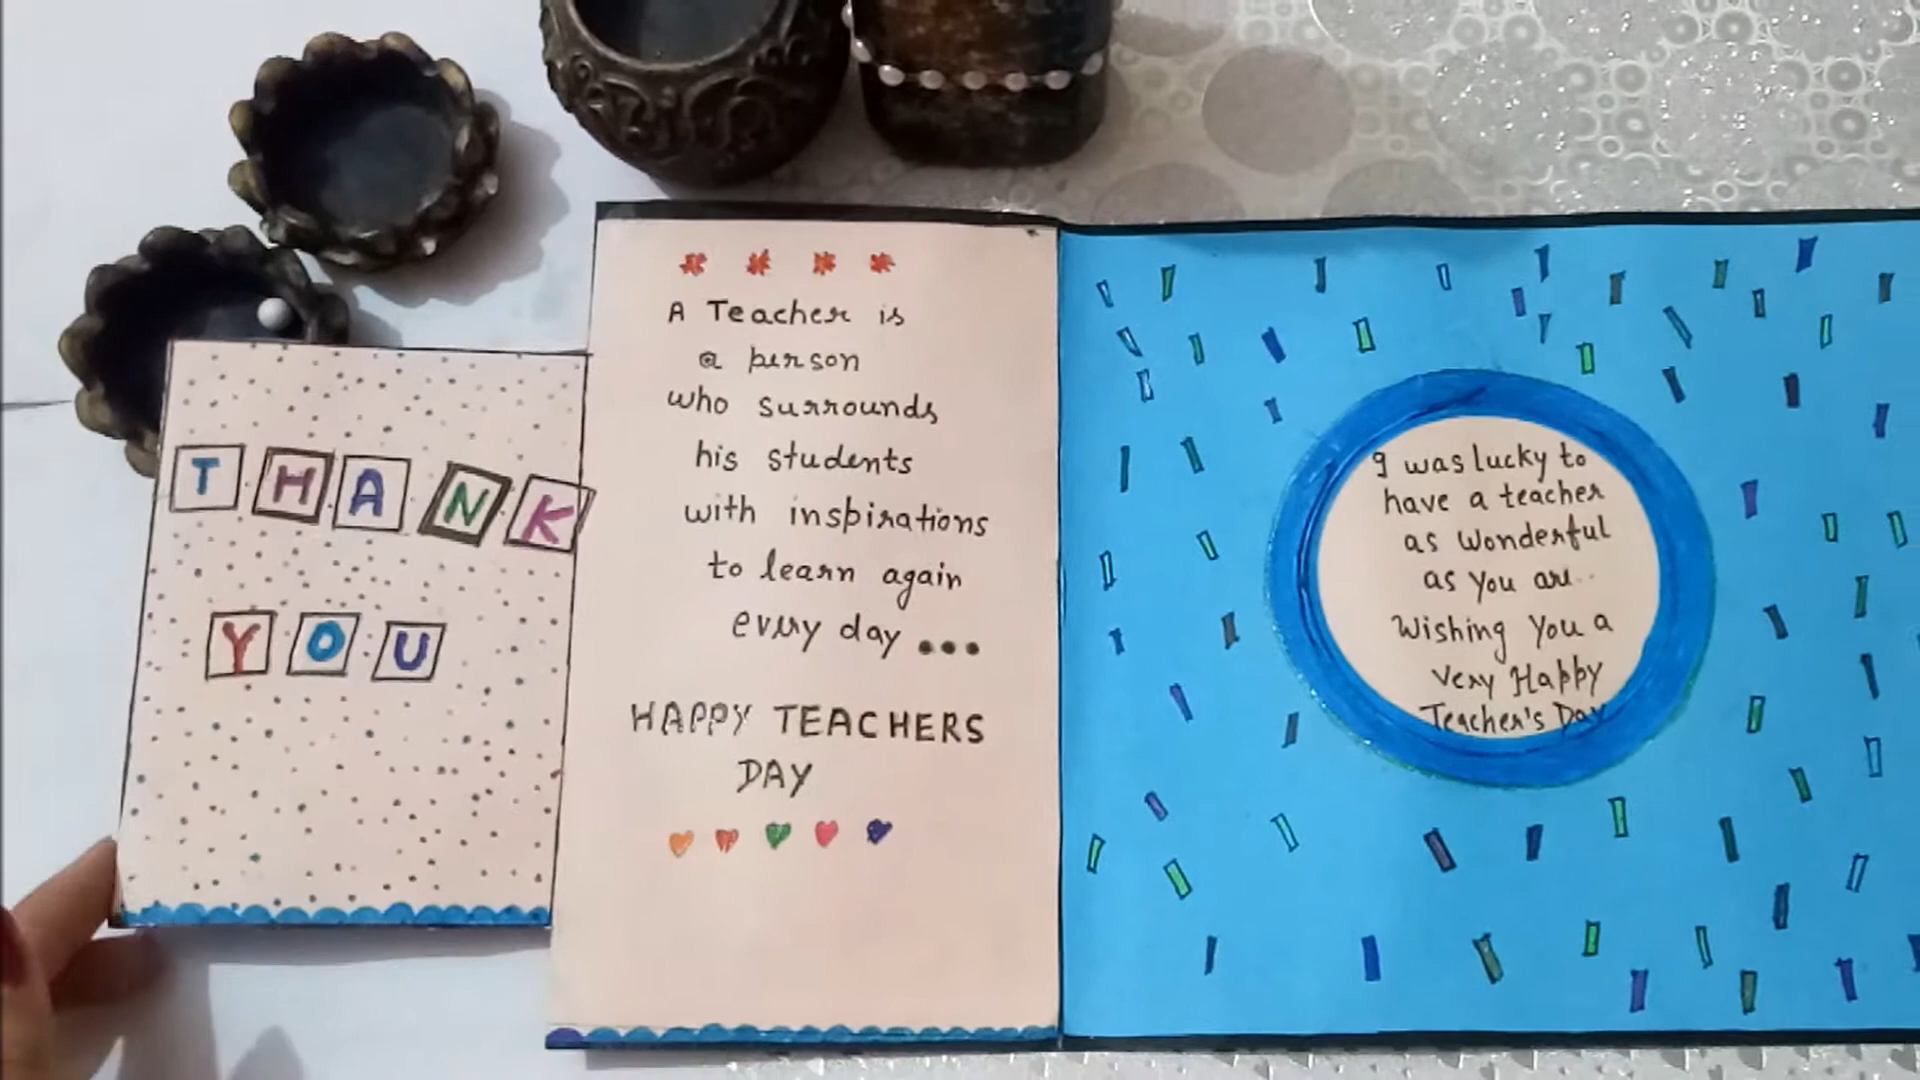 THANK
YOU
A Teacher is
a person
who surrounds
his students
with inspirations
to learn again
every day...
HAPPY TEACHERS
DAY
I was lucky to
have a teacher
as wonderful
as you are..
Wishing You a
very Happy
Teacher's Day